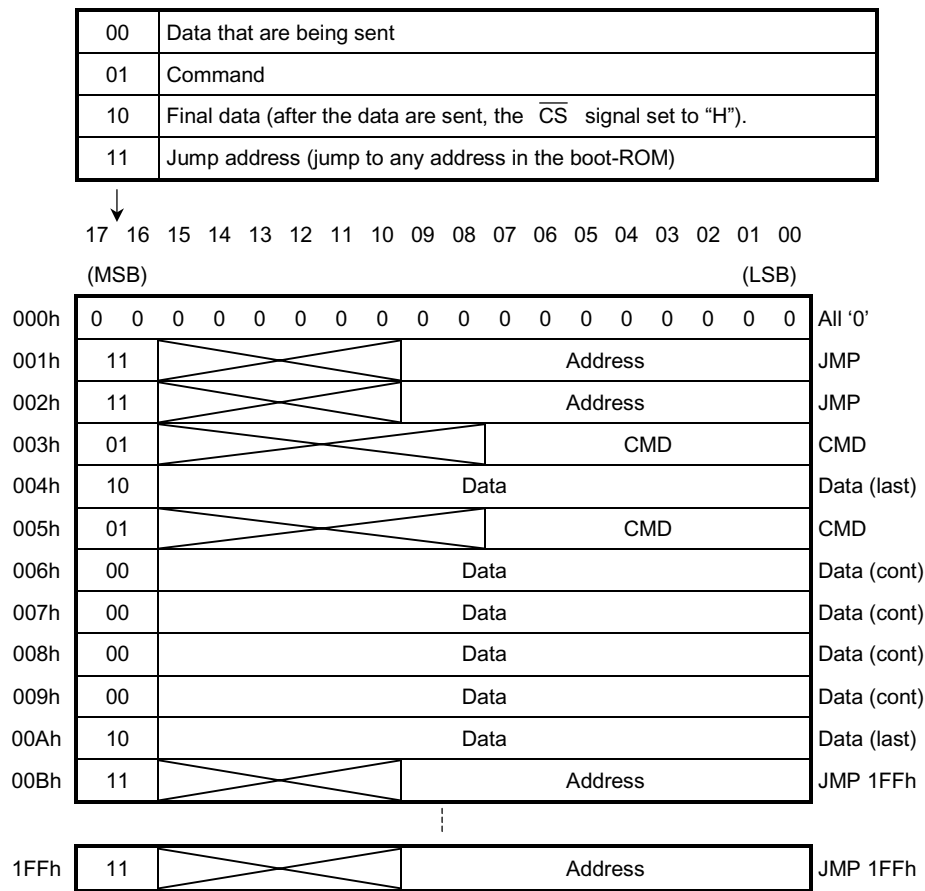 00 Data that are being sent
01 Command
10 Final data (after the data are sent, the CS signal set to “H”).
11 Jump address (jump to any address in the boot-ROM)
17 16 15 14 13 12 11 10 09 08 07 06 05 04 03 02 01 00
(MSB) (LSB)
000h 0 0 0 0 0 0 0 0 0 0 0 0 0 0 0 0 0 0 All ‘0’
001h 11 Address JMP
002h 11 Address JMP
003h 01 CMD CMD
004h 10 Data Data (last)
005h 01 CMD CMD
006h 00 Data Data (cont)
007h 00 Data Data (cont)
008h 00 Data Data (cont)
009h 00 Data Data (cont)
00Ah 10 Data Data (last)
00Bh 11 Address JMP 1FFh
1FFh 11 Address JMP 1FFh